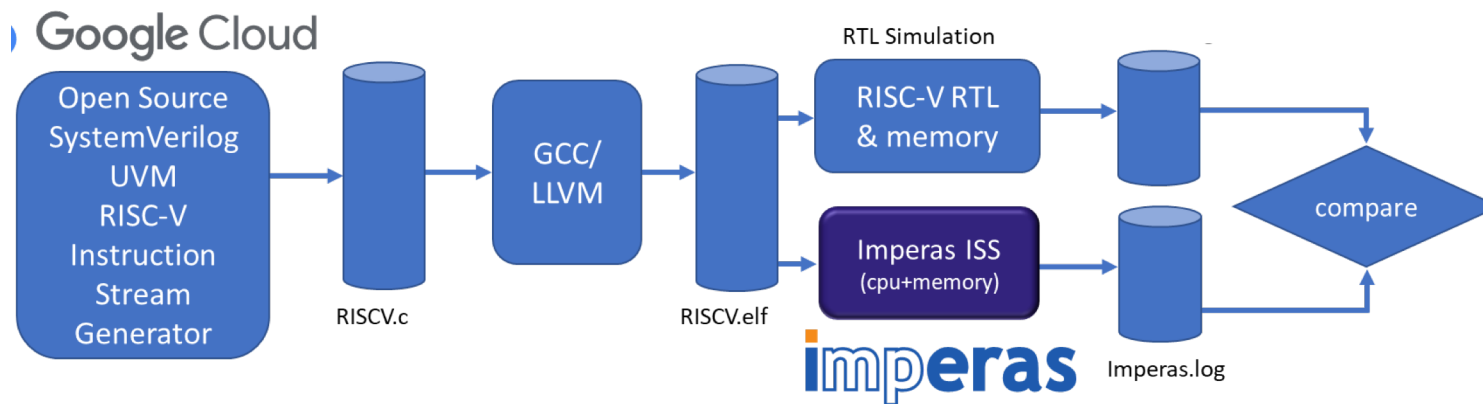 Google Cloud
Open Source
SystemVerilog
UVM
RISC-V
Instruction
Stream
Generator
RISCV.c
GCC/
LLVM
RISCV.elf
RTL Simulation
RISC-V RTL
& memory
Imperas ISS
(cpu+memory)
imperas
Imperas.log
compare